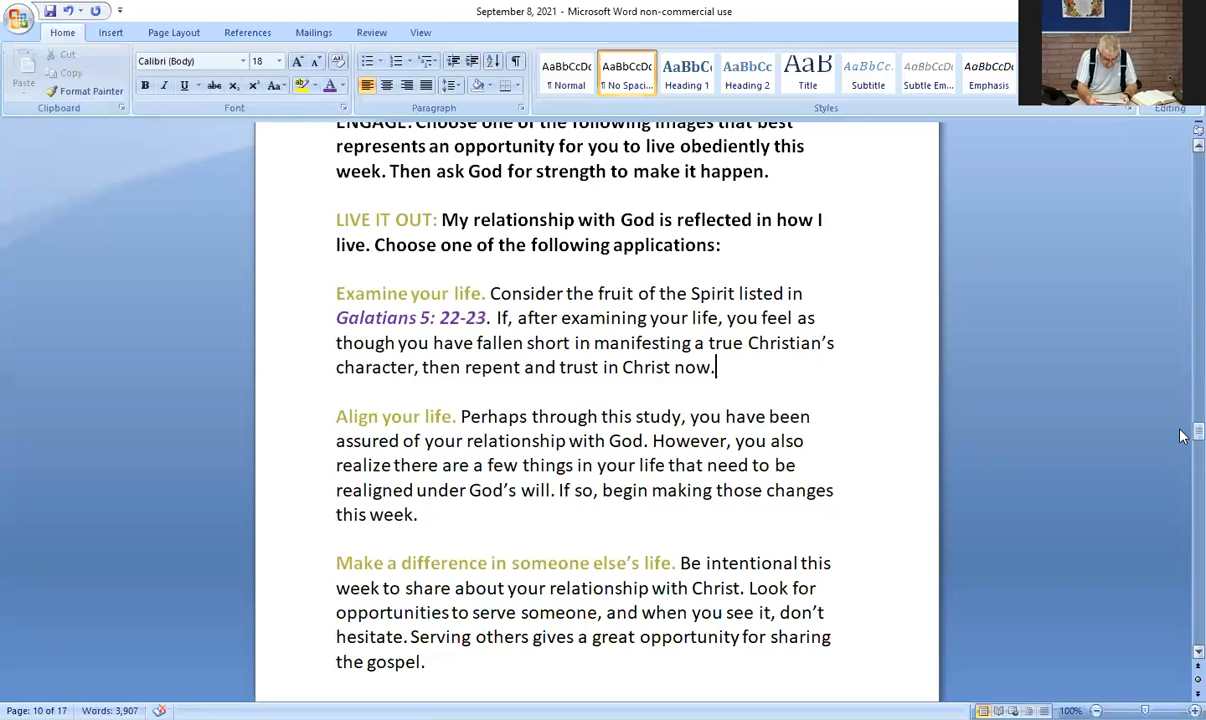 September 8, 2021 - Microsoft Word non-commercial use
Home Insert Page Layout References Mailings Review View
Cut
Copy
Format Painter
Paste
Clipboard
Calibri (Body) 18
Font
Paragraph
AaBbCcDc AaBbCcDc AaBbC AaBbCc AaB AaBbCcI AaBbCcDc AaBbCcDc
¶ Normal ¶ No Spaci... Heading 1 Heading 2 Title Subtitle Subtle Em... Emphasis
Styles
Editing
ENGAGE: Choose one of the following images that best
represents an opportunity for you to live obediently this
week. Then ask God for strength to make it happen.
LIVE IT OUT: My relationship with God is reflected in how I
live. Choose one of the following applications:
Examine your life. Consider the fruit of the Spirit listed in
Galatians 5: 22-23. If, after examining your life, you feel as
though you have fallen short in manifesting a true Christian’s
character, then repent and trust in Christ now.
Align your life. Perhaps through this study, you have been
assured of your relationship with God. However, you also
realize there are a few things in your life that need to be
realigned under God’s will. If so, begin making those changes
this week.
Make a difference in someone else’s life. Be intentional this
week to share about your relationship with Christ. Look for
opportunities to serve someone, and when you see it, don’t
hesitate. Serving others gives a great opportunity for sharing
the gospel.
Page: 10 of 17 Words: 3,907 100%